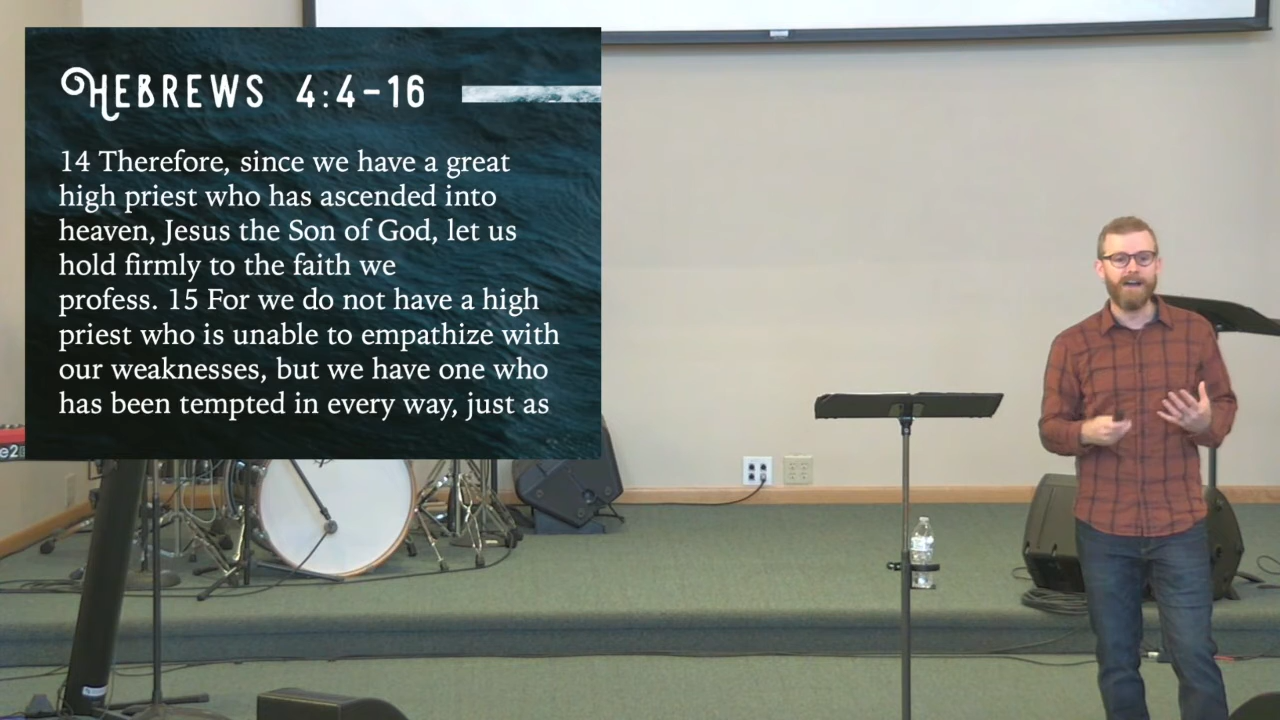 HEBREWS 4:4-16
14 Therefore, since we have a great
high priest who has ascended into
heaven, Jesus the Son of God, let us
hold firmly to the faith we
profess. 15 For we do not have a high
priest who is unable to empathize with
our weaknesses, but we have one who
has been tempted in every way, just as